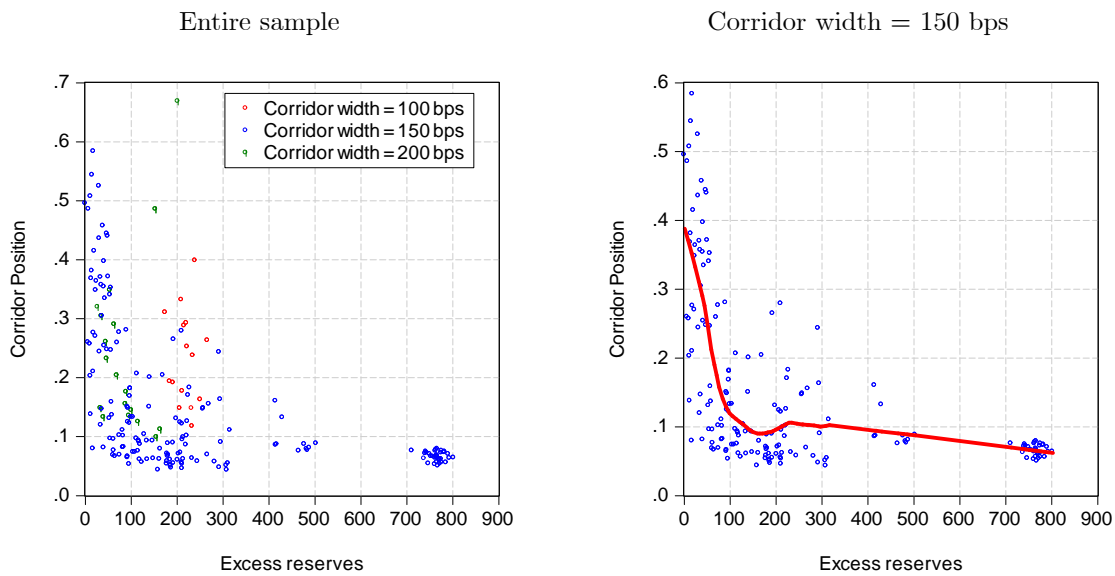 Entire sample
Corridor width = 150 bps
.7
.6
.5
.4
.3
.2
.1
.0
Corridor Position
Corridor width = 100 bps
Corridor width = 150 bps
Corridor width = 200 bps
0 100 200 300 400 500 600 700 800 900
Excess reserves
.6
.5
.4
.3
.2
.1
.0
Corridor Position
0 100 200 300 400 500 600 700 800 900
Excess reserves